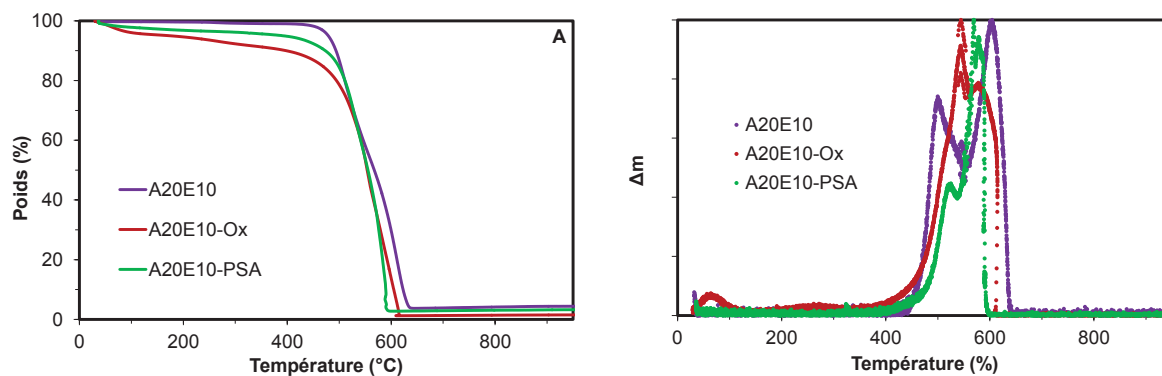 A
Poids (%)
100
80
60
40
20
0
A20E10
A20E10-Ox
A20E10-PSA
0 200 400 600 800
Température (°C)
Δm
A20E10
A20E10-Ox
A20E10-PSA
0 200 400 600 800
Température (%)